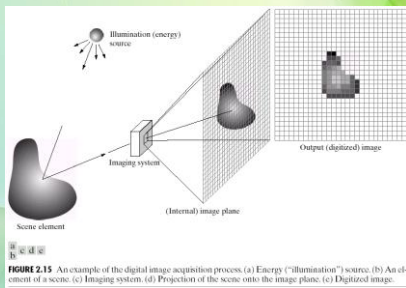 Illumination (energy)
source
Imaging system
Output (digitized) image
(Internal) image plane
Scene element
a
b c d e
FIGURE 2.15 An example of the digital image acquisition process. (a) Energy (“illumination”) source. (b) An el-
ement of a scene. (c) Imaging system. (d) Projection of the scene onto the image plane. (e) Digitized image.